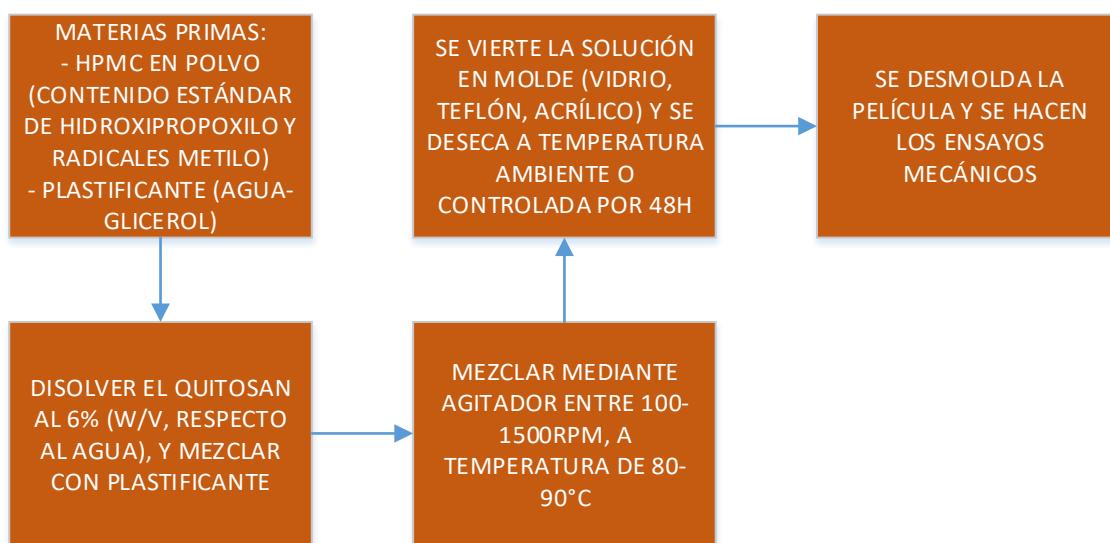 MATERIAS PRIMAS:
- HPMC EN POLVO
(CONTENIDO ESTÁNDAR
DE HIDROXIPROPOXILO Y
RADICALES METILO)
- PLASTIFICANTE (AGUA-
GLICEROL)
DISOLVER EL QUITOSAN
AL 6% (W/V, RESPECTO
AL AGUA), Y MEZCLAR
CON PLASTIFICANTE
MEZCLAR MEDIANTE
AGITADOR ENTRE 100-
1500RPM, A
TEMPERATURA DE 80-
90°C
SE VIERTE LA SOLUCIÓN
EN MOLDE (VIDRIO,
TEFLÓN, ACRÍLICO) Y SE
DESECA A TEMPERATURA
AMBIENTE O
CONTROLADA POR 48H
SE DESMOLDA LA
PELÍCULA Y SE HACEN
LOS ENSAYOS
MECÁNICOS